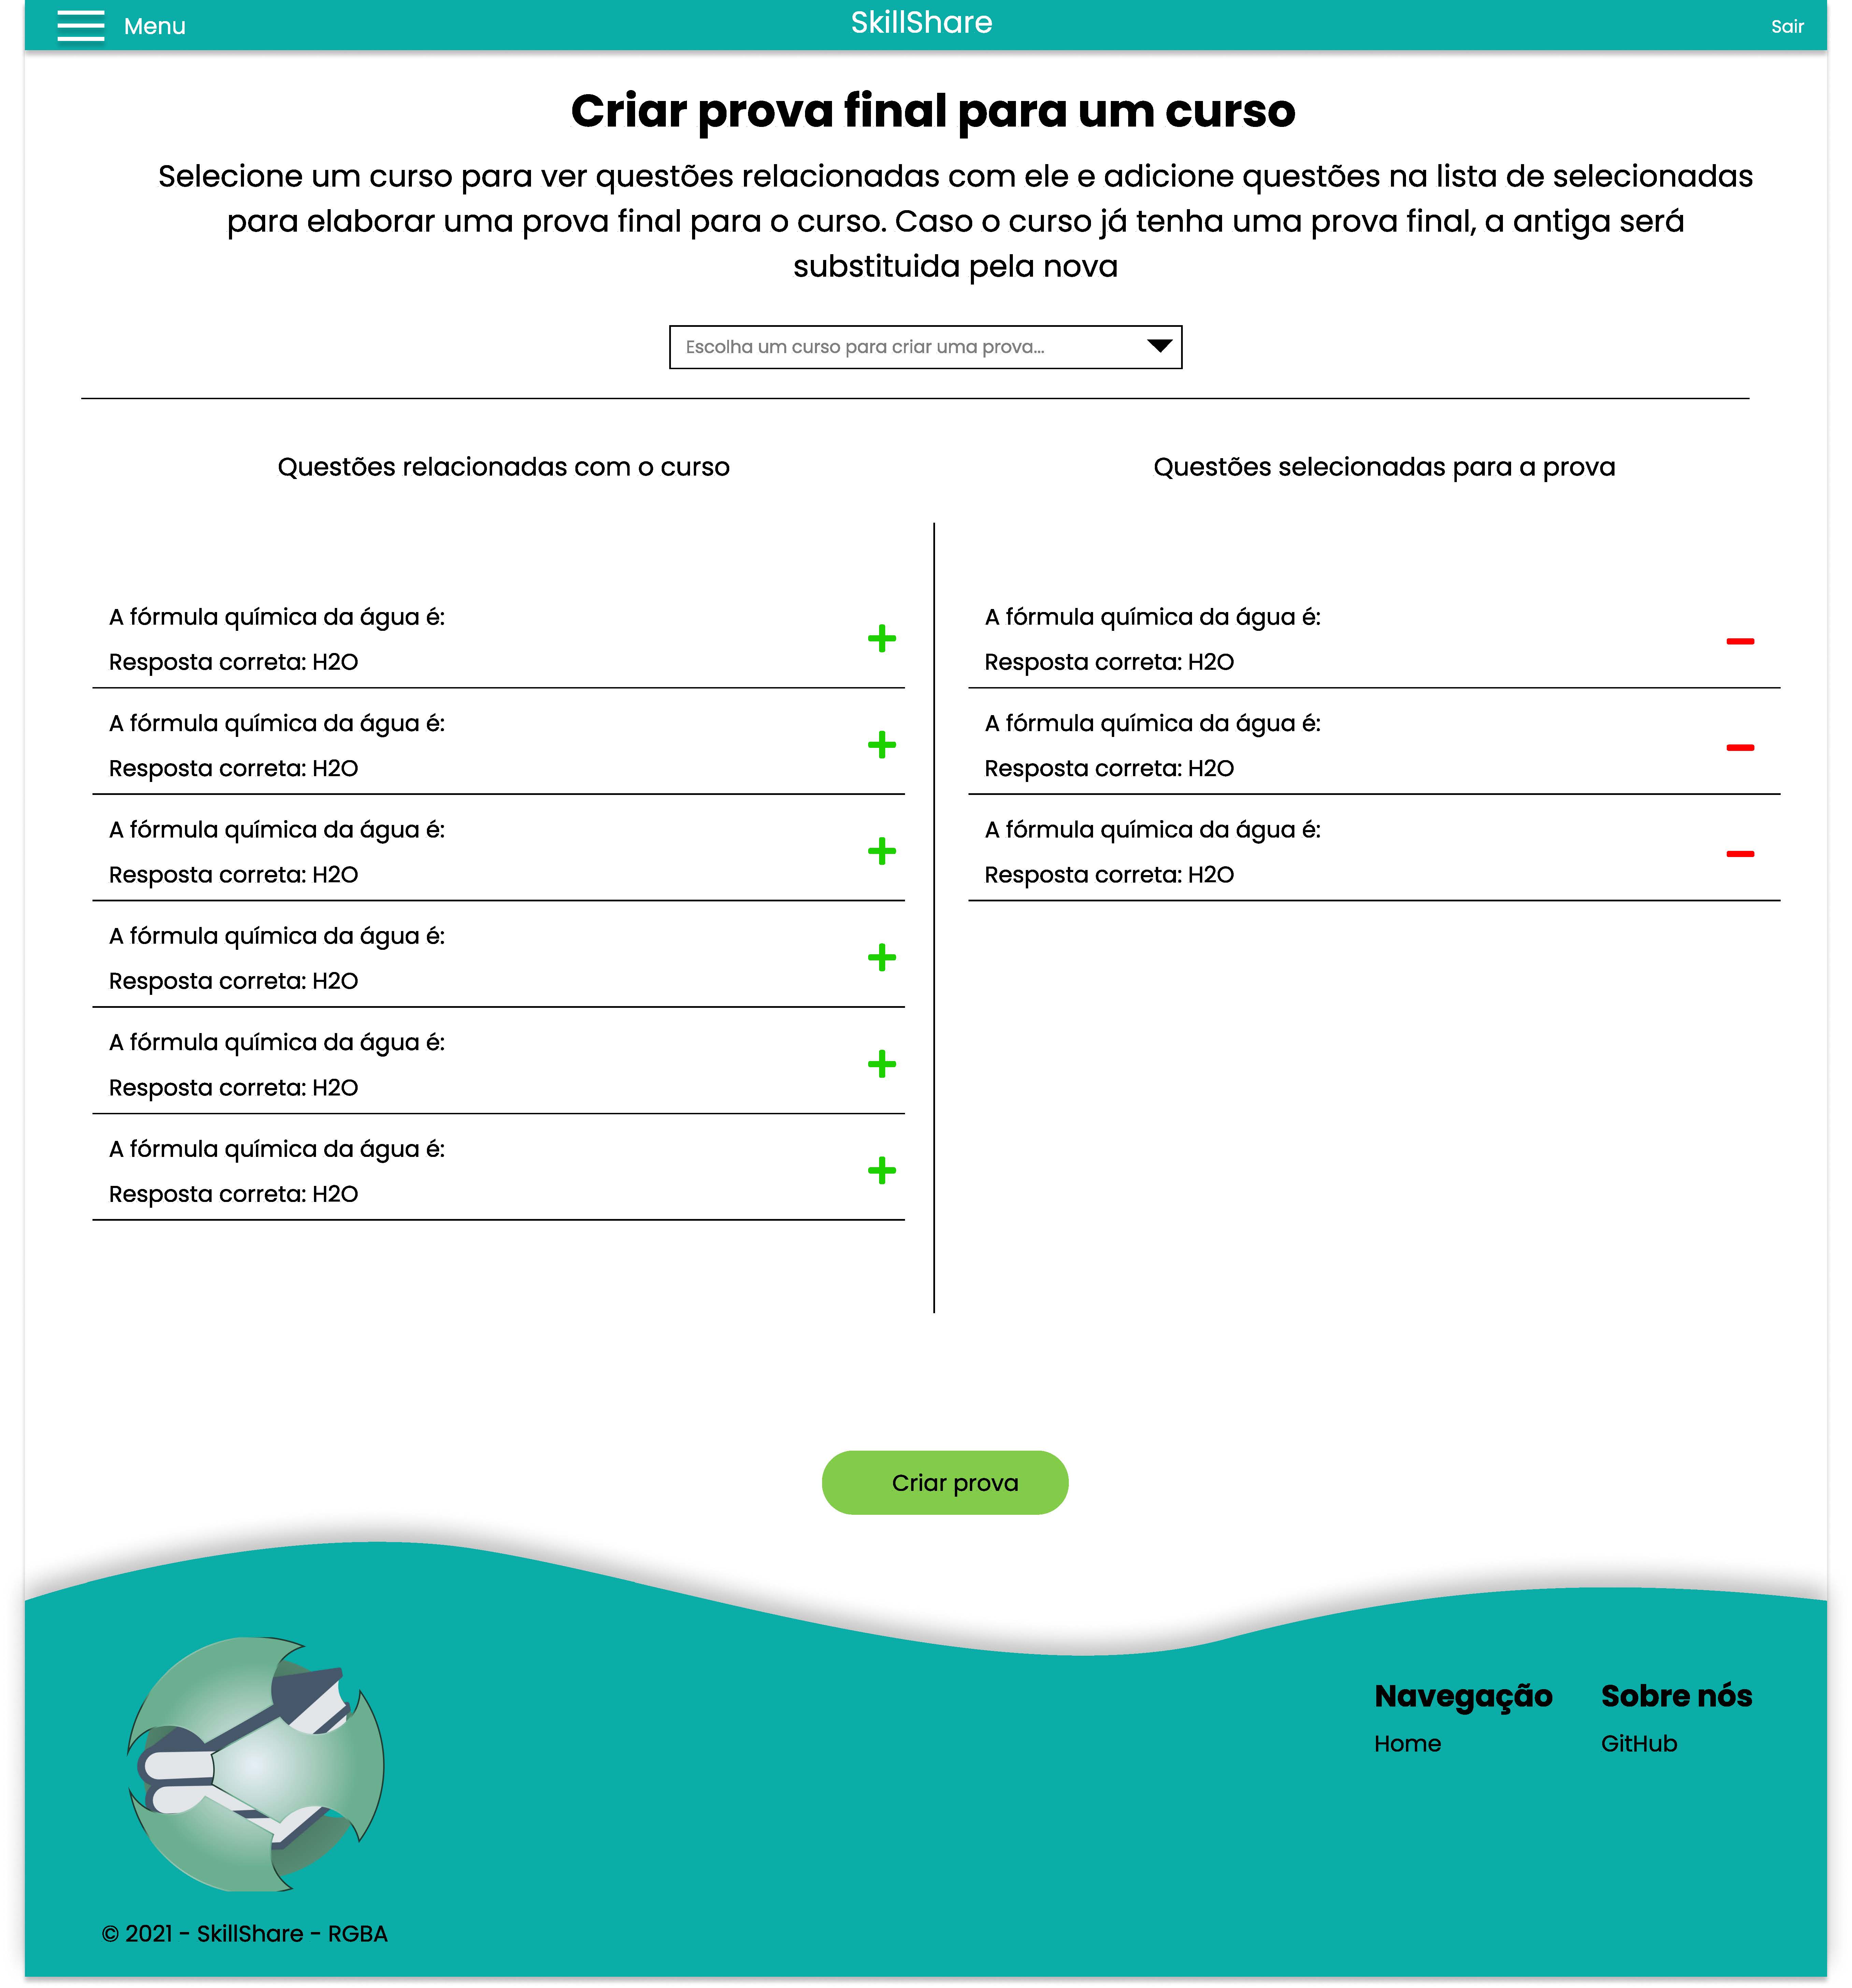 Menu
SkillShare
Sair
Criar prova final para um curso
Selecione um curso para ver questões relacionadas com ele e adicione questões na lista de selecionadas
para elaborar uma prova final para o curso. Caso o curso já tenha uma prova final, a antiga será
substituida pela nova
Escolha um curso para criar uma prova...
Questões relacionadas com o curso
A fórmula química da água é:
Resposta correta: H2O
A fórmula química da água é:
Resposta correta: H2O
A fórmula química da água é:
Resposta correta: H2O
A fórmula química da água é:
Resposta correta: H2O
A fórmula química da água é:
Resposta correta: H2O
A fórmula química da água é:
Resposta correta: H2O
Questões selecionadas para a prova
A fórmula química da água é:
Resposta correta: H2O
A fórmula química da água é:
Resposta correta: H2O
A fórmula química da água é:
Resposta correta: H2O
Criar prova
Navegação
Home
Sobre nós
GitHub
© 2021 - SkillShare - RGBA